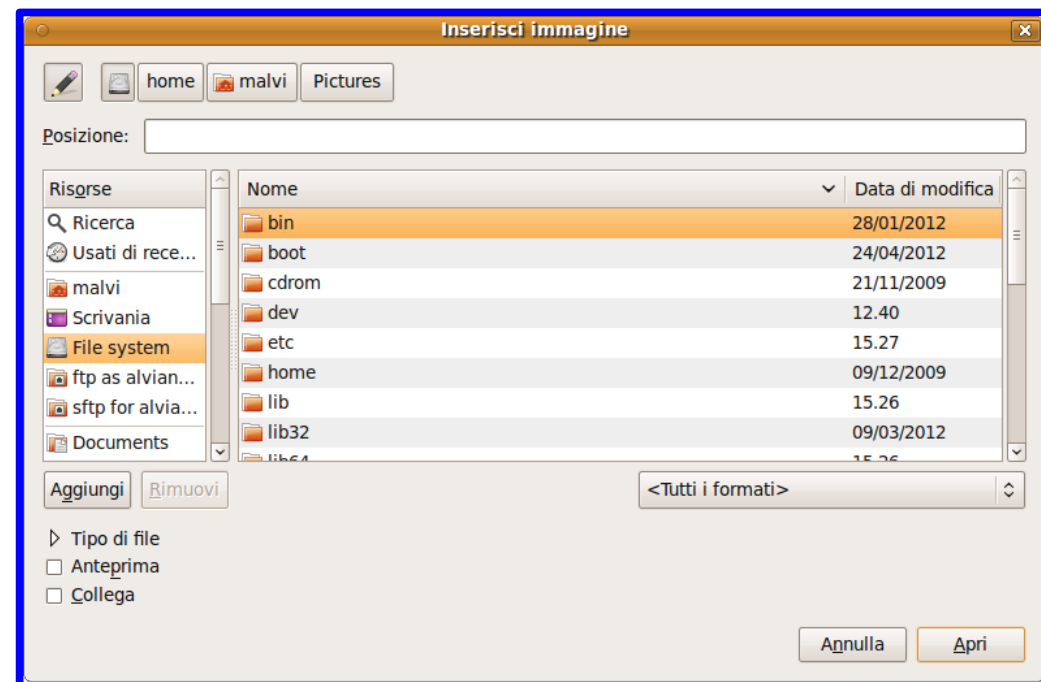 Inserisci immagine
home malvi Pictures
Posizione:
Risorse
Ricerca
Usati di rece...
malvi
Scrivania
File system
ftp as alvian...
sftp for alvia...
Documents
Nome Data di modifica
bin 28/01/2012
boot 24/04/2012
cdrom 21/11/2009
dev 12.40
etc 15.27
home 09/12/2009
lib 15.26
lib32 09/03/2012
lib64 15.26
Aggiungi Rimuovi <Tutti i formati>
Tipo di file
Anteprima
Collega
Annulla Apri